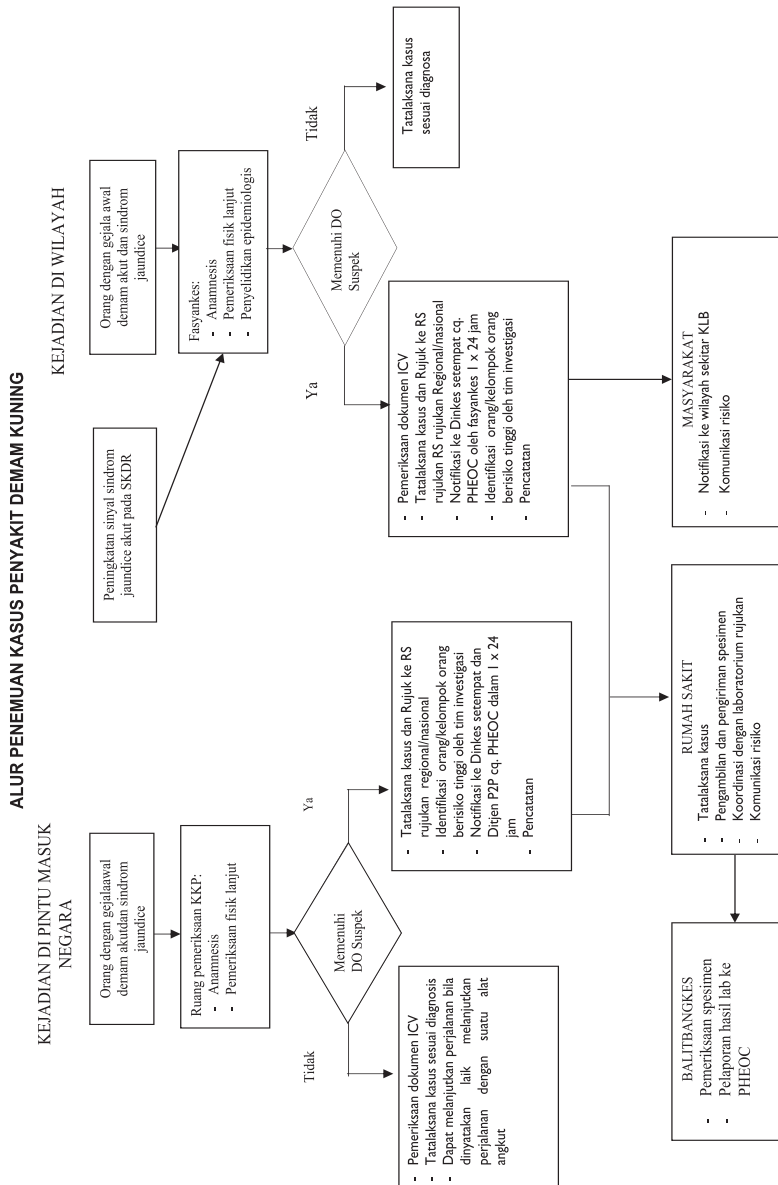 ALUR PENEMUAN KASUS PENYAKIT DEMAM KUNING
KEJADIAN DI PINTU MASUK
NEGARA
Orang dengan gejalaawal
demam akutdan sindrom
jaundice
Ruang pemeriksaan KKP:
- Anamnesis
- Pemeriksaan fisik lanjut
Memenuhi
DO Suspek
Tidak
Ya
- Pemeriksaan dokumen ICV
- Tatalaksana kasus sesuai diagnosis
- Dapat melanjutkan perjalanan bila
dinyatakan laik melanjutkan
perjalanan dengan suatu alat
angkut
- Tatalaksana kasus dan Rujuk ke RS
rujukan regional/nasional
- Identifikasi orang/kelompok orang
berisiko tinggi oleh tim investigasi
- Notifikasi ke Dinkes setempat dan
Ditjen P2P cq. PHEOC dalam 1 x 24
jam
- Pencatatan
KEJADIAN DI WILAYAH
Peningkatan sinyal sindrom
jaundice akut pada SKDR
Orang dengan gejala awal
demam akut dan sindrom
jaundice
Fasyankes:
- Anamnesis
- Pemeriksaan fisik lanjut
- Penyelidikan epidemiologis
Memenuhi DO
Suspek
Ya
Tidak
- Pemeriksaan dokumen ICV
- Tatalaksana kasus dan Rujuk ke RS
rujukan RS rujukan Regional/nasional
- Notifikasi ke Dinkes setempat cq.
PHEOC oleh fasyankes 1 x 24 jam
- Identifikasi orang/kelompok orang
berisiko tinggi oleh tim investigasi
- Pencatatan
Tatalaksana kasus
sesuai diagnosa
BALITBANGKES
- Pemeriksaan spesimen
- Pelaporan hasil lab ke
PHEOC
RUMAH SAKIT
- Tatalaksana kasus
- Pengambilan dan pengiriman spesimen
- Koordinasi dengan laboratorium rujukan
- Komunikasi risiko
MASYARAKAT
- Notifikasi ke wilayah sekitar KLB
- Komunikasi risiko